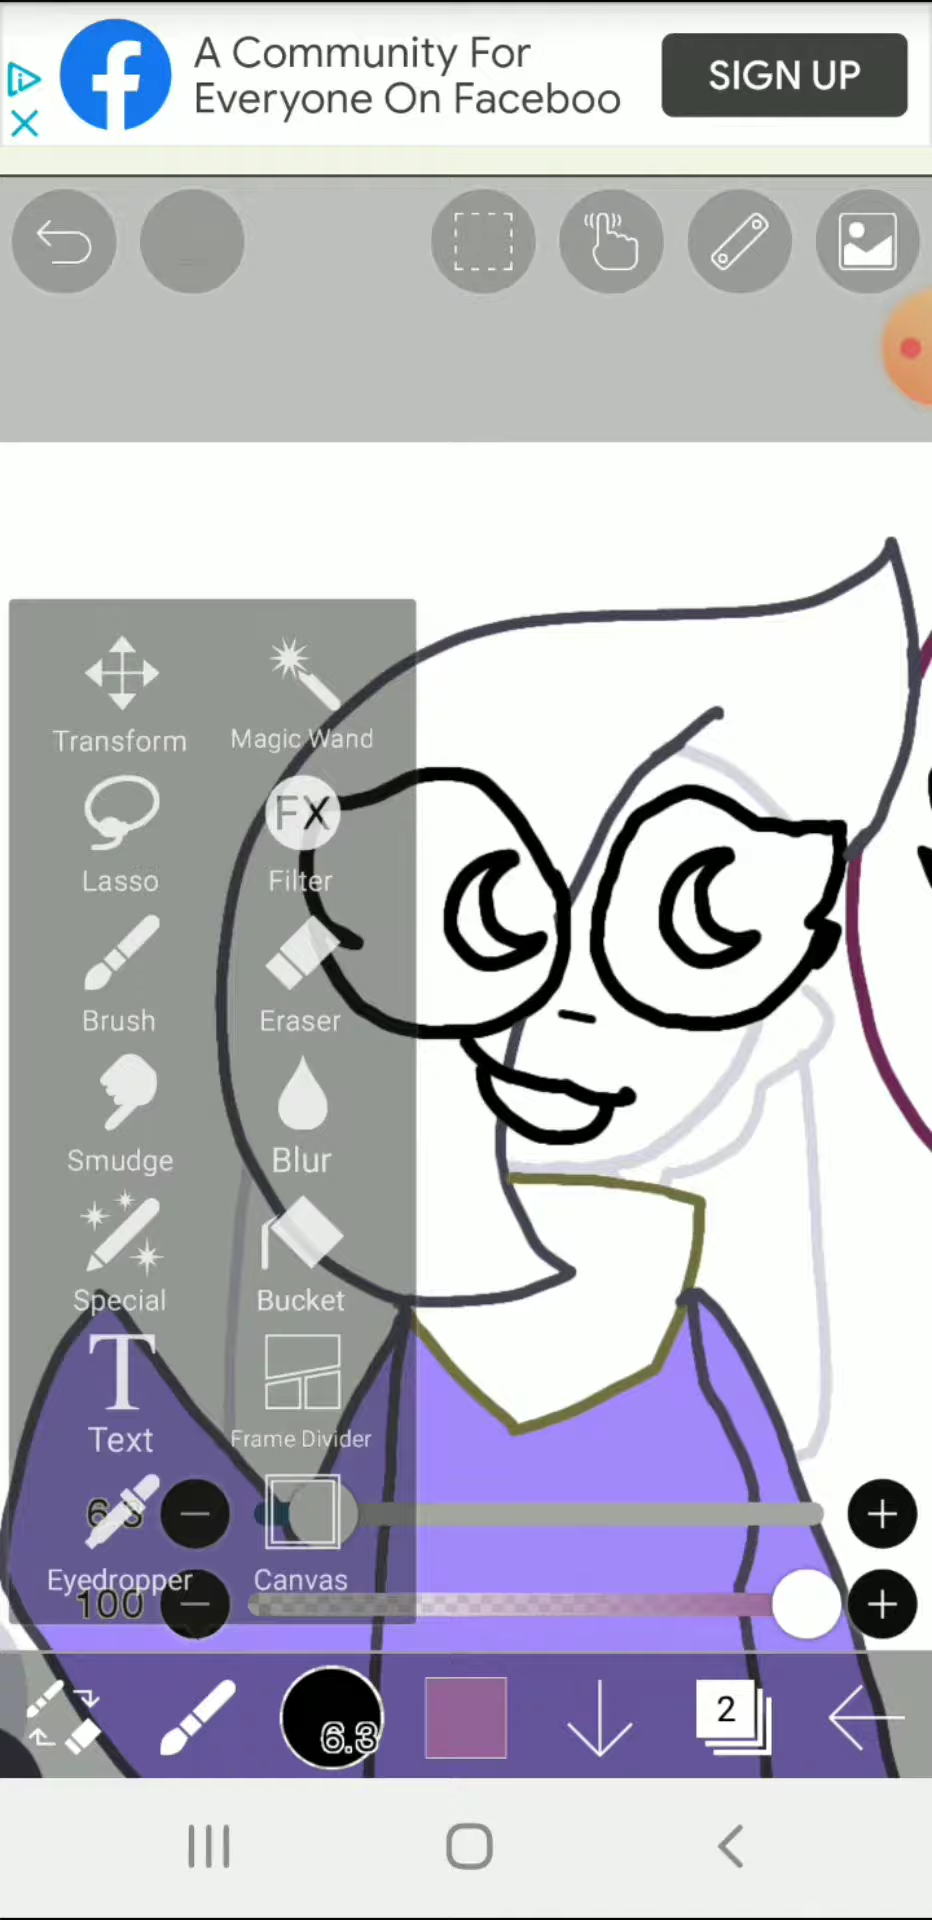 A Community For
Everyone On Faceboo
SIGN UP
Transform
Magic Wand
Lasso
FX
Filter
Brush
Eraser
Smudge
Blur
Special
Bucket
T
Text
Frame Divider
6.3
Eyedropper
Canvas
100
6.3
2